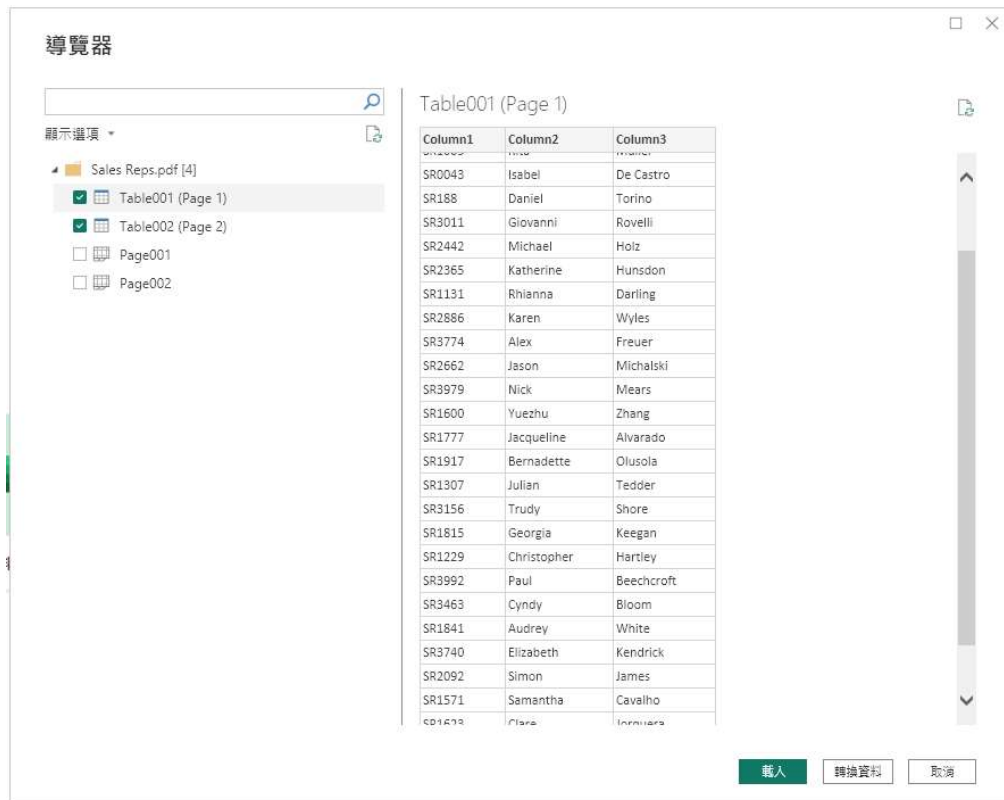 導覽器
顯示選項
Sales Reps.pdf [4]
Table001 (Page 1)
Table002 (Page 2)
Page001
Page002
Table001 (Page 1)
Column1 Column2 Column3
SR0043 Isabel De Castro
SR188 Daniel Torino
SR3011 Giovanni Rovelli
SR2442 Michael Holz
SR2365 Katherine Hunsdon
SR1131 Rhianna Darling
SR2886 Karen Wyles
SR3774 Alex Freuer
SR2662 Jason Michalski
SR3979 Nick Mears
SR1600 Yuezhu Zhang
SR1777 Jacqueline Alvarado
SR1917 Bernadette Olusola
SR1307 Julian Tedder
SR3156 Trudy Shore
SR1815 Georgia Keegan
SR1229 Christopher Hartley
SR3992 Paul Beechcroft
SR3463 Cyndy Bloom
SR1841 Audrey White
SR3740 Elizabeth Kendrick
SR2092 Simon James
SR1571 Samantha Cavalho
SR1623 Clare Jorquera
載入 轉換資料 取消